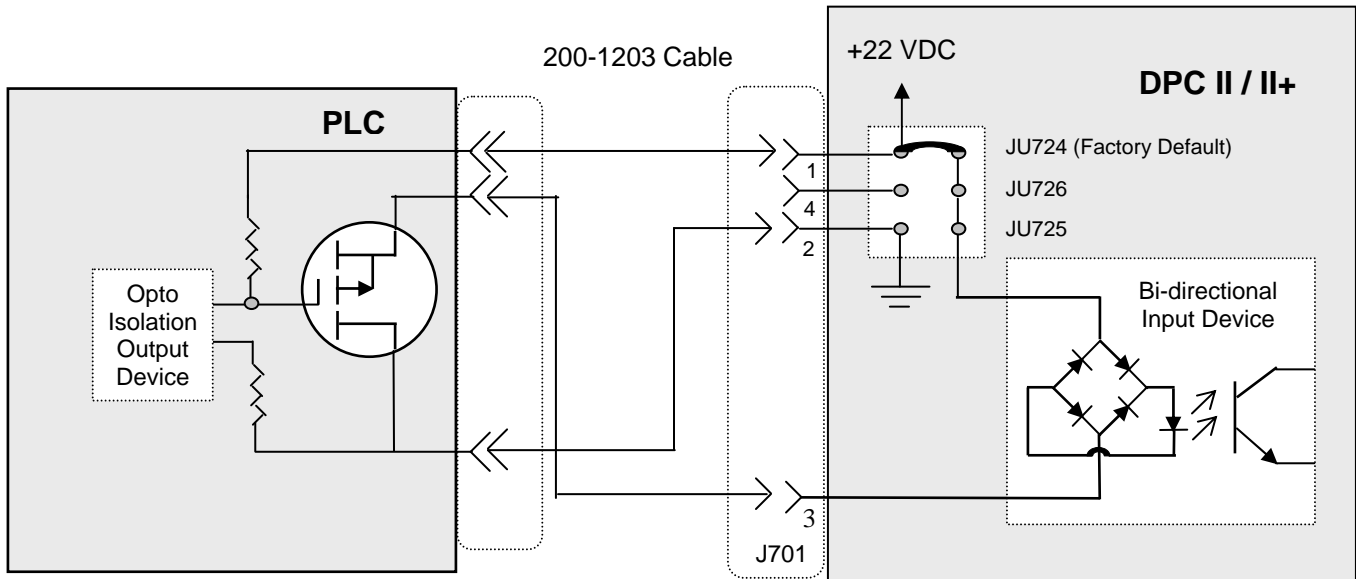 200-1203 Cable
+22 VDC
DPC II / II+
PLC
JU724 (Factory Default)
1
JU726
4
JU725
2
Opto
Isolation
Output
Device
Bi-directional
Input Device
3
J701